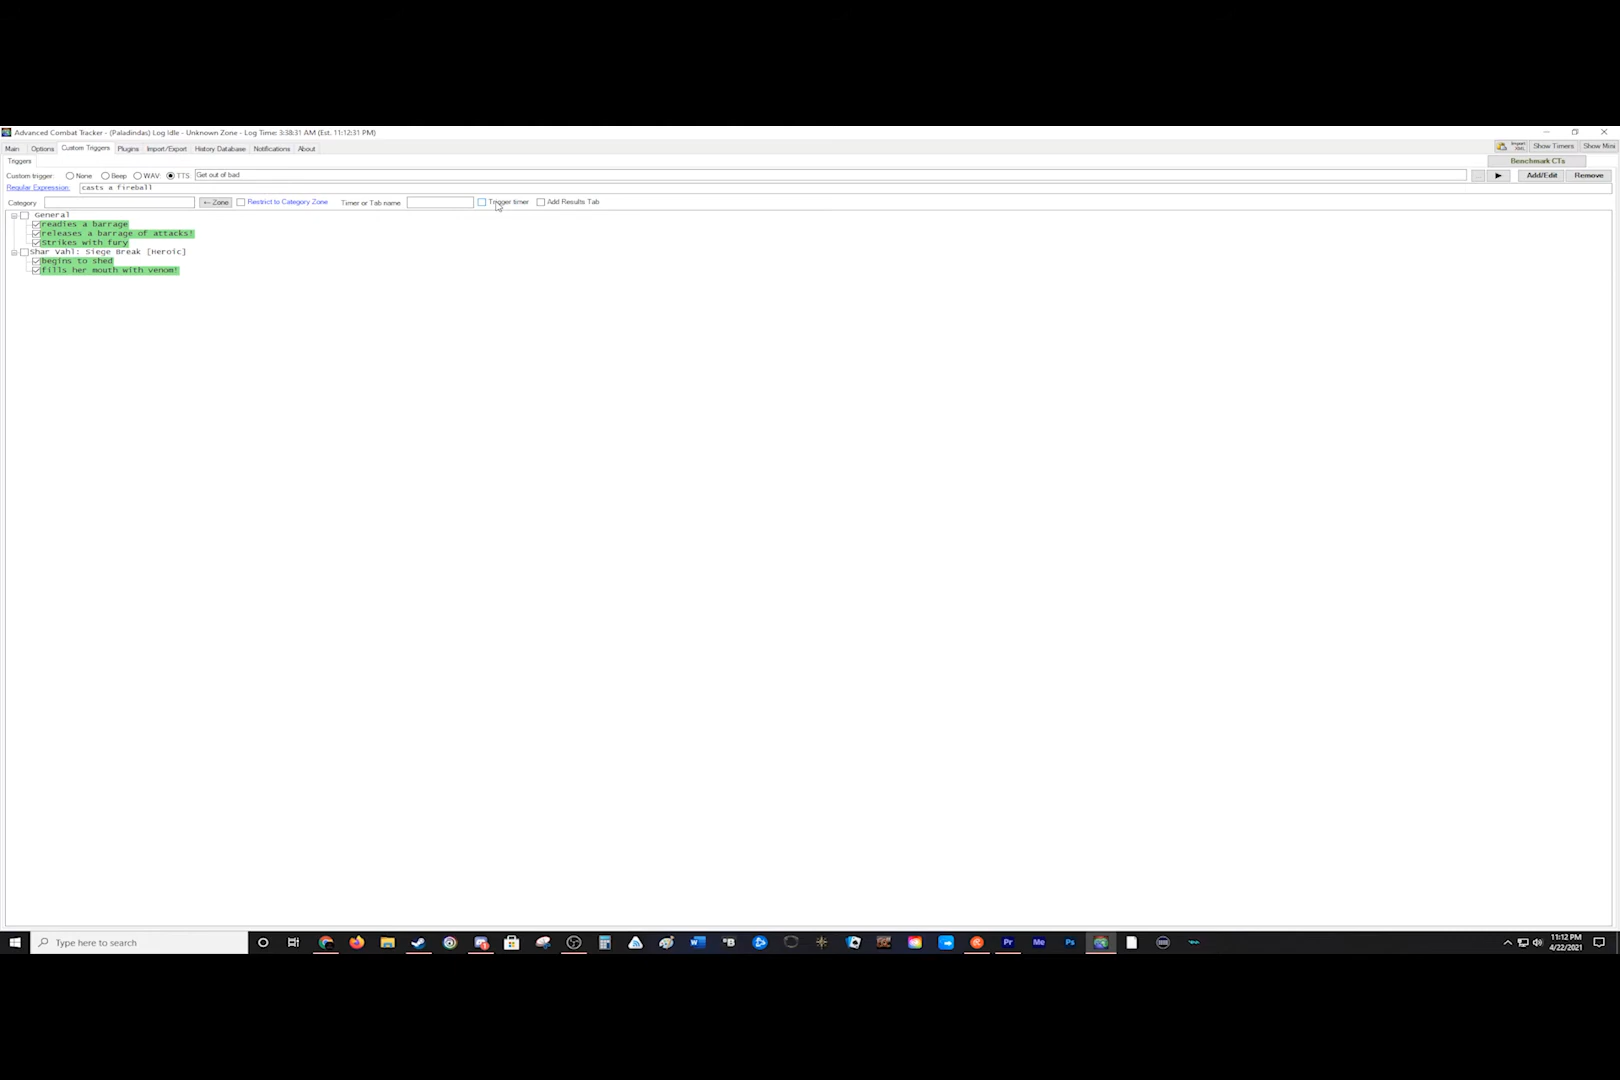 Advanced Combat Tracker - (Paladindas) Log Idle - Unknown Zone - Log Time: 3:38:31 AM (Est. 11:12:31 PM)
Main Options Custom Triggers Plugins Import/Export History Database Notifications About
Import XML Show Timers Show Mini
Triggers
Benchmark CTs
Custom trigger: None Beep WAV: TTS Get out of bad
... Add/Edit Remove
Regular Expression: casts a fireball
Category ← Zone Restrict to Category Zone Timer or Tab name Trigger timer Add Results Tab
General
readies a barrage
releases a barrage of attacks!
Strikes with fury
Shar Vahl: Siege Break [Heroic]
begins to shed
fills her mouth with venom!
Type here to search
11:12 PM
4/22/2021